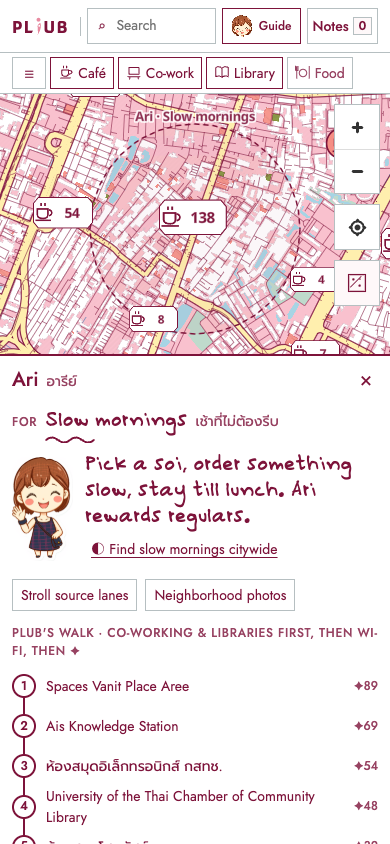 PLUB
Search
Guide
Notes 0
Café
Co-work
Library
Food
Ari · Slow mornings
54
138
4
8
Ari อารีย์
FOR Slow mornings เช้าที่ไม่ต้องรีบ
Pick a soi, order something
slow, stay till lunch. Ari
rewards regulars.
Find slow mornings citywide
Stroll source lanes
Neighborhood photos
PLUB'S WALK · CO-WORKING & LIBRARIES FIRST, THEN WI-
FI, THEN ✦
1 Spaces Vanit Place Aree ✦89
2 Ais Knowledge Station ✦69
3 ห้องสมุดอิเล็กทรอนิกส์ กสทช. ✦54
4 University of the Thai Chamber of Community
Library ✦48